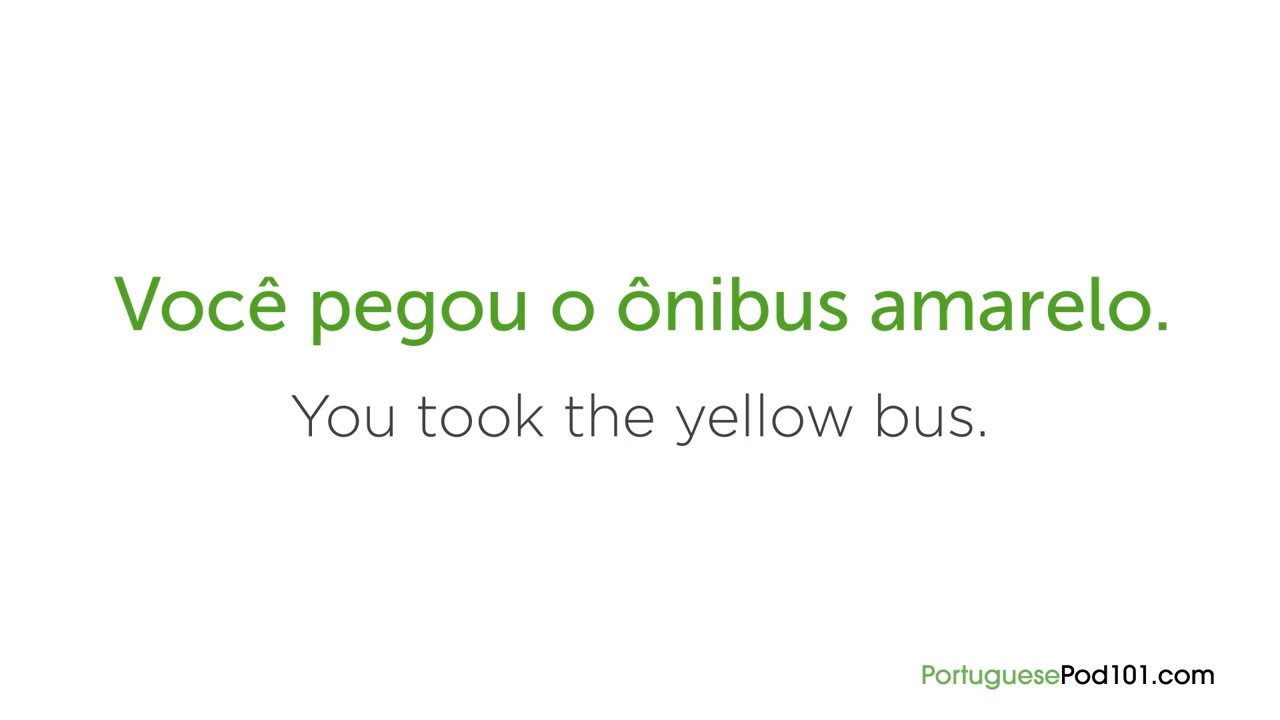 Você pegou o ônibus amarelo.
You took the yellow bus.
PortuguesePod101.com